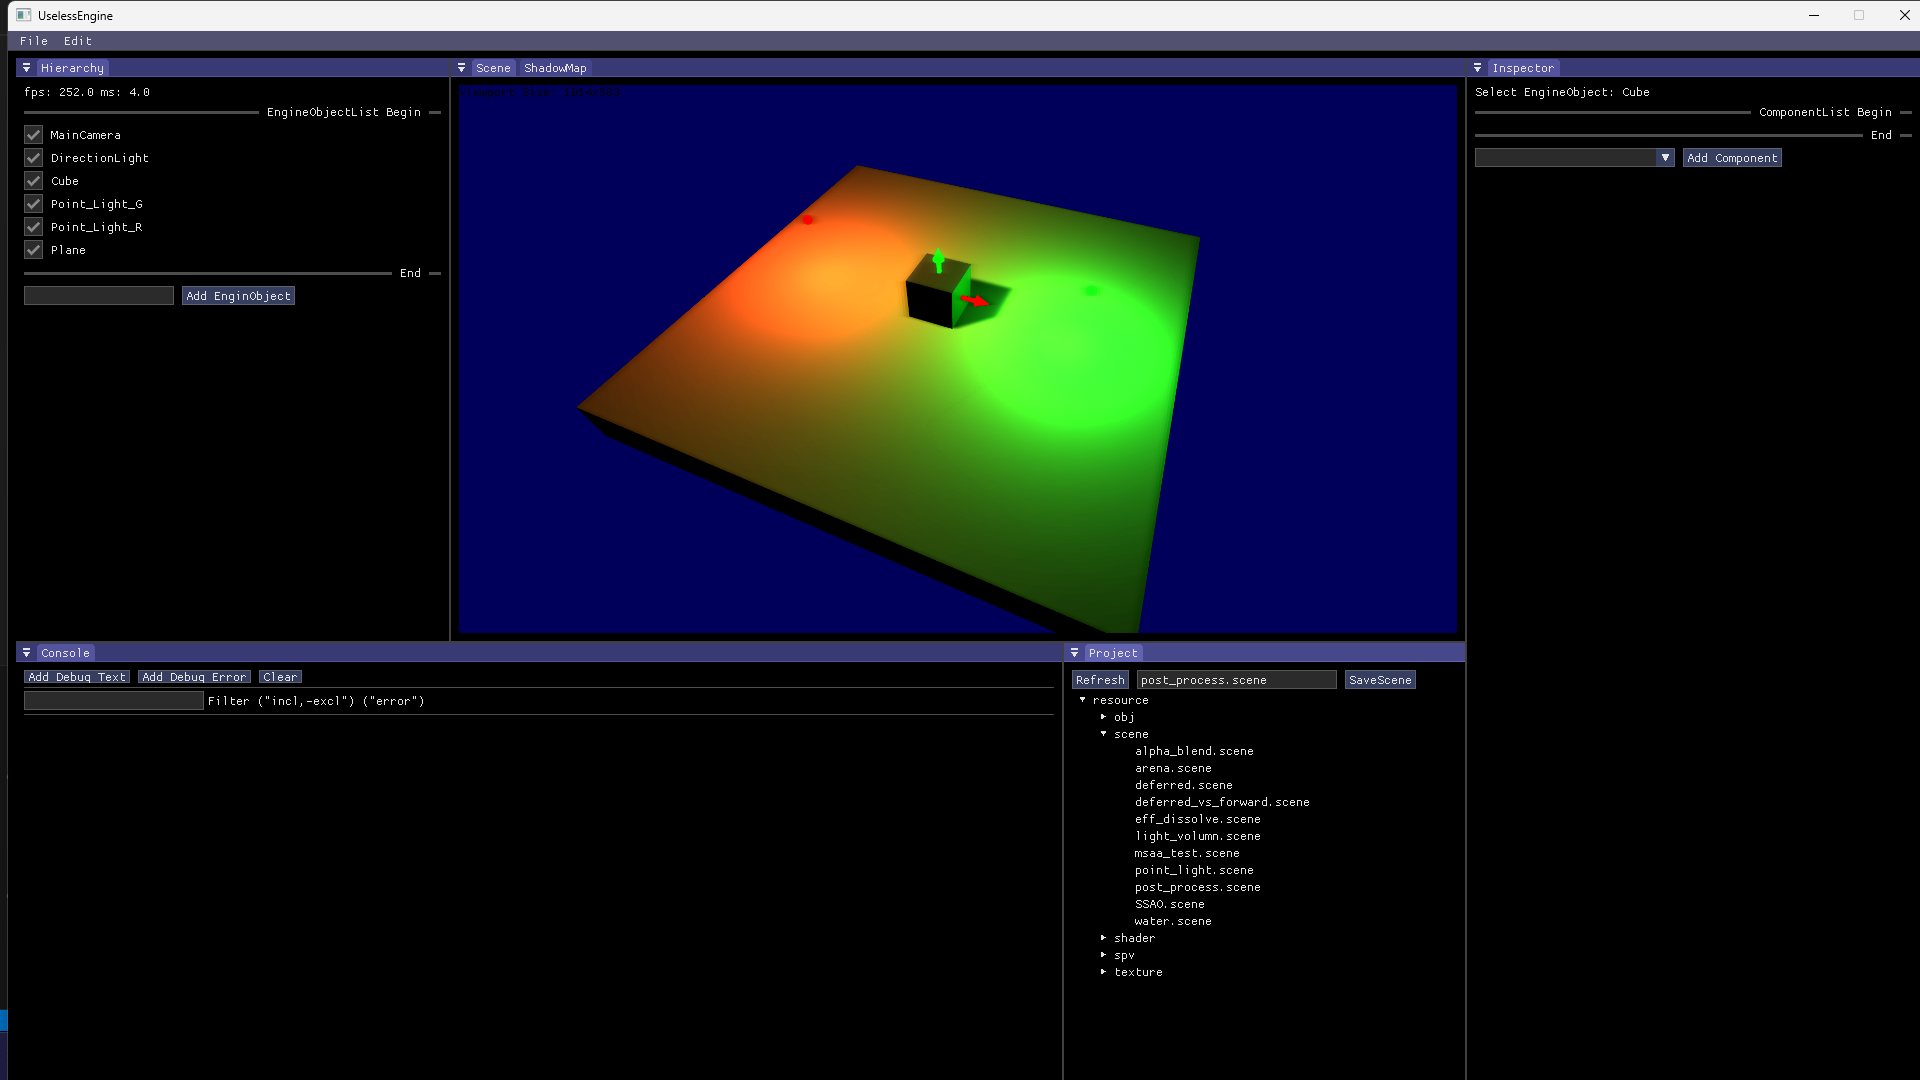 UselessEngine
File Edit
Hierarchy
fps: 252.0 ms: 4.0
EngineObjectList Begin
MainCamera
DirectionLight
Cube
Point_Light_G
Point_Light_R
Plane
End
Add EnginObject
Scene ShadowMap
Viewport Size
Inspector
Select EngineObject: Cube
ComponentList Begin
End
Add Component
Console
Add Debug Text Add Debug Error Clear
Filter ("incl,-excl") ("error")
Project
Refresh post_process.scene SaveScene
resource
obj
scene
alpha_blend.scene
arena.scene
deferred.scene
deferred_vs_forward.scene
eff_dissolve.scene
light_volumn.scene
msaa_test.scene
point_light.scene
post_process.scene
SSAO.scene
water.scene
shader
spv
texture